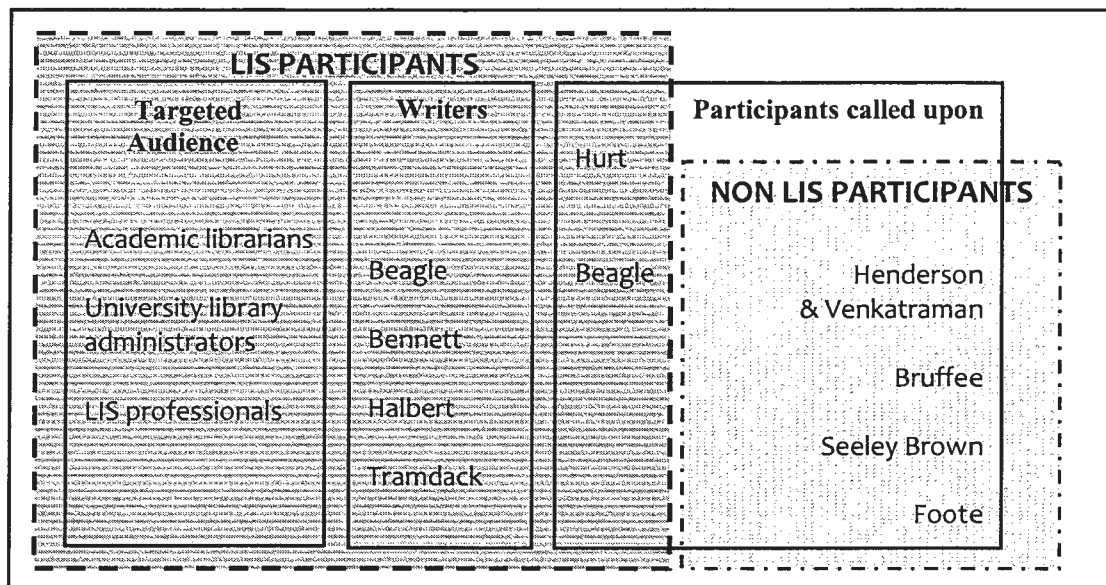 LIS PARTICIPANTS
Targeted
Audience
Academic librarians
University library
administrators
LIS professionals
Writers
Beagle
Bennett
Halbert
Tramdack
Participants called upon
Hurt
Beagle
NON LIS PARTICIPANTS
Henderson
& Venkatraman
Bruffee
Seeley Brown
Foote